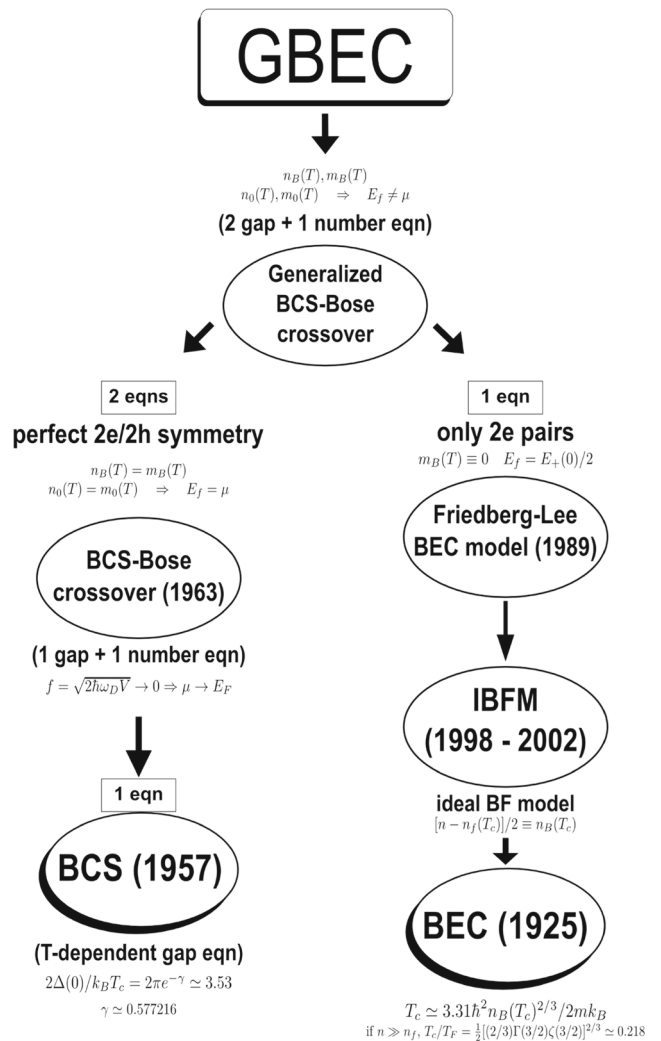 GBEC
n_B(T), m_B(T)
n_0(T), m_0(T) ⇒ E_f ≠ μ
(2 gap + 1 number eqn)
Generalized
BCS-Bose
crossover
2 eqns
perfect 2e/2h symmetry
n_B(T) = m_B(T)
n_0(T) = m_0(T) ⇒ E_f = μ
BCS-Bose
crossover (1963)
(1 gap + 1 number eqn)
f = √2ħω_DV → 0 ⇒ μ → E_F
1 eqn
BCS (1957)
(T-dependent gap eqn)
2Δ(0)/k_BT_c = 2πe^{-γ} ≃ 3.53
γ ≃ 0.577216
1 eqn
only 2e pairs
m_B(T) ≡ 0 E_f = E_+(0)/2
Friedberg-Lee
BEC model (1989)
IBFM
(1998 - 2002)
ideal BF model
[n − n_f(T_c)]/2 ≡ n_B(T_c)
BEC (1925)
T_c ≃ 3.31ħ²n_B(T_c)^{2/3}/2mk_B
if n ≫ n_f, T_c/T_F = ½[(2/3)Γ(3/2)ζ(3/2)]^{2/3} ≃ 0.218